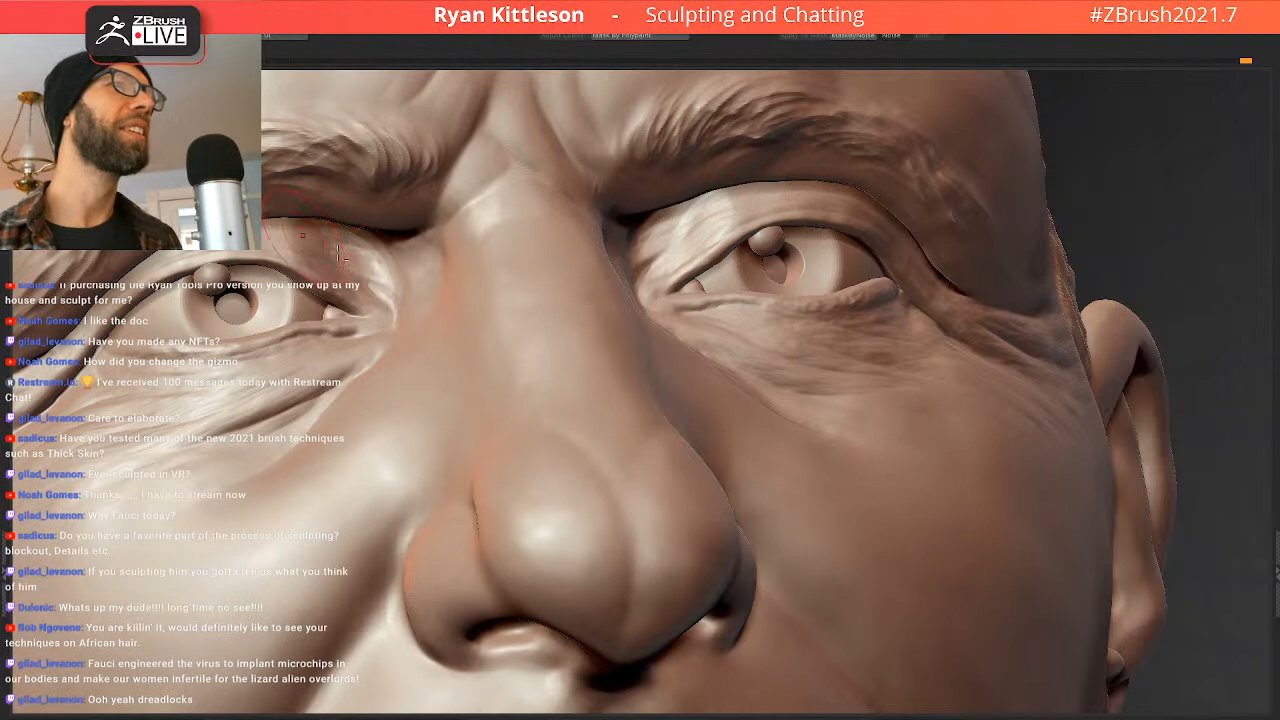 Ryan Kittleson - Sculpting and Chatting #ZBrush2021.7
ZBRUSH
LIVE
Mask By Polypaint MaskByNoise Noise
sadicus: If purchasing the Ryan Tools Pro version you show up at my
house and sculpt for me?
Noah Gomes: I like the doc
gilad_levanon: Have you made any NFTs?
Noah Gomes: How did you change the gizmo
Restream.io: 🏆 I've received 100 messages today with Restream
Chat!
gilad_levanon: Care to elaborate?
sadicus: Have you tested many of the new 2021 brush techniques
such as Thick Skin?
gilad_levanon: Ever sculpted in VR?
Noah Gomes: Thanks,,,,,, I have to stream now
gilad_levanon: Why Fauci today?
sadicus: Do you have a favorite part of the process of sculpting?
blockout, Details etc
gilad_levanon: If you sculpting him you gotta tell us what you think
of him
Dulonic: Whats up my dude!!!! long time no see!!!!
Bob Ngovene: You are killin' it, would definitely like to see your
techniques on African hair.
gilad_levanon: Fauci engineered the virus to implant microchips in
our bodies and make our women infertile for the lizard alien overlords!
gilad_levanon: Ooh yeah dreadlocks